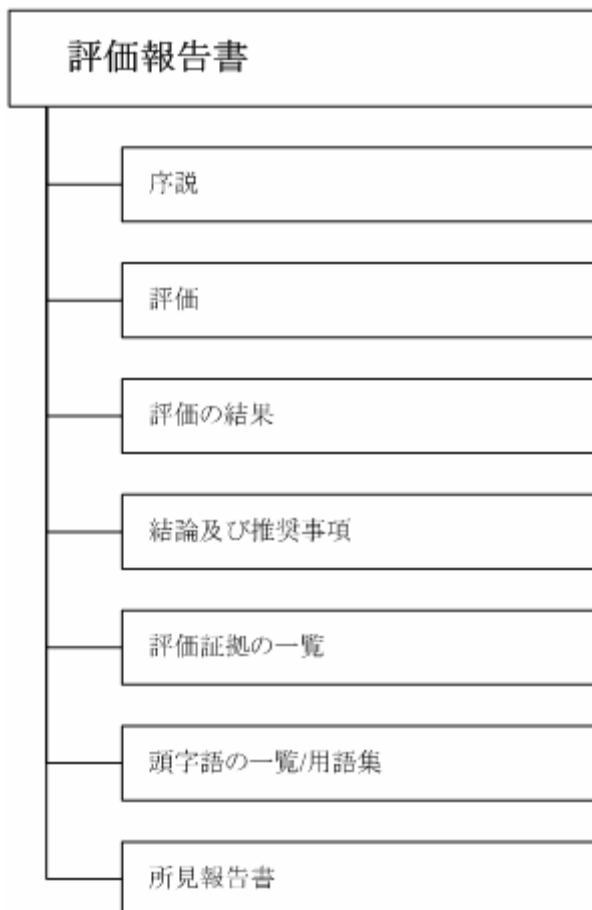 評価報告書
序説
評価
評価の結果
結論及び推奨事項
評価証拠の一覧
頭字語の一覧/用語集
所見報告書